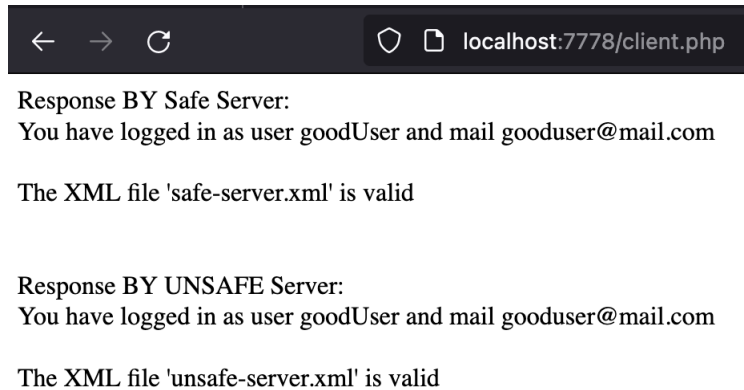 localhost:7778/client.php
Response BY Safe Server:
You have logged in as user goodUser and mail gooduser@mail.com
The XML file 'safe-server.xml' is valid
Response BY UNSAFE Server:
You have logged in as user goodUser and mail gooduser@mail.com
The XML file 'unsafe-server.xml' is valid